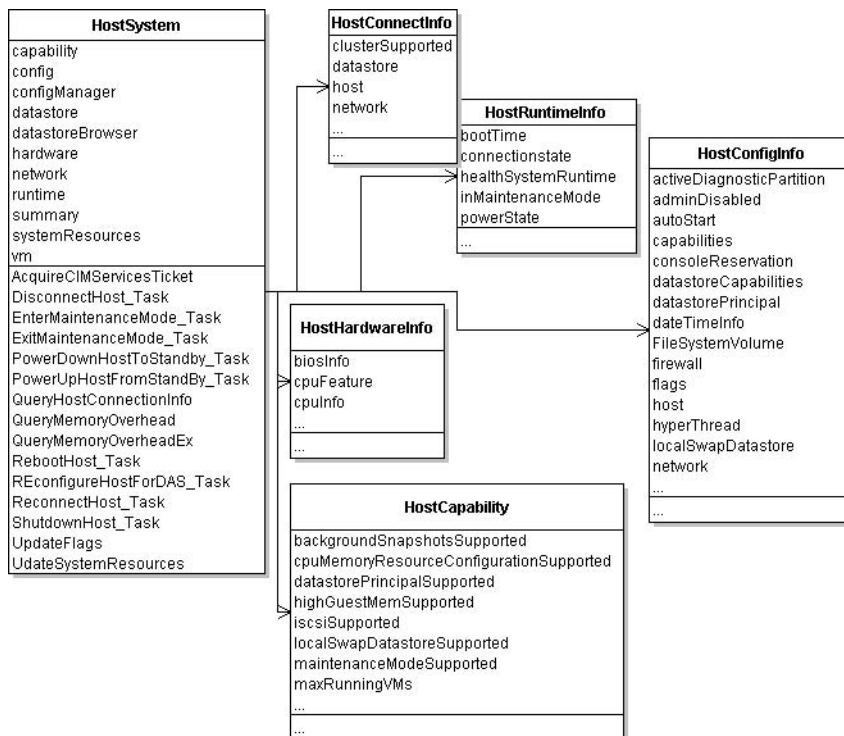 HostSystem
capability
config
configManager
datastore
datastoreBrowser
hardware
network
runtime
summary
systemResources
vm
AcquireCIMServicesTicket
DisconnectHost_Task
EnterMaintenanceMode_Task
ExitMaintenanceMode_Task
PowerDownHostToStandby_Task
PowerUpHostFromStandBy_Task
QueryHostConnectionInfo
QueryMemoryOverhead
QueryMemoryOverheadEx
RebootHost_Task
REconfigureHostForDAS_Task
ReconnectHost_Task
ShutdownHost_Task
UpdateFlags
UdateSystemResources
HostConnectInfo
clusterSupported
datastore
host
network
...
...
HostRuntimeInfo
bootTime
connectionstate
healthSystemRuntime
inMaintenanceMode
powerState
...
HostConfigInfo
activeDiagnosticPartition
adminDisabled
autoStart
capabilities
consoleReservation
datastoreCapabilities
datastorePrincipal
dateTimeInfo
FileSystemVolume
firewall
flags
host
hyperThread
localSwapDatastore
network
...
...
HostHardwareInfo
biosInfo
cpuFeature
cpuInfo
...
...
HostCapability
backgroundSnapshotsSupported
cpuMemoryResourceConfigurationSupported
datastorePrincipalSupported
highGuestMemSupported
iscsiSupported
localSwapDatastoreSupported
maintenanceModeSupported
maxRunningVMs
...
...